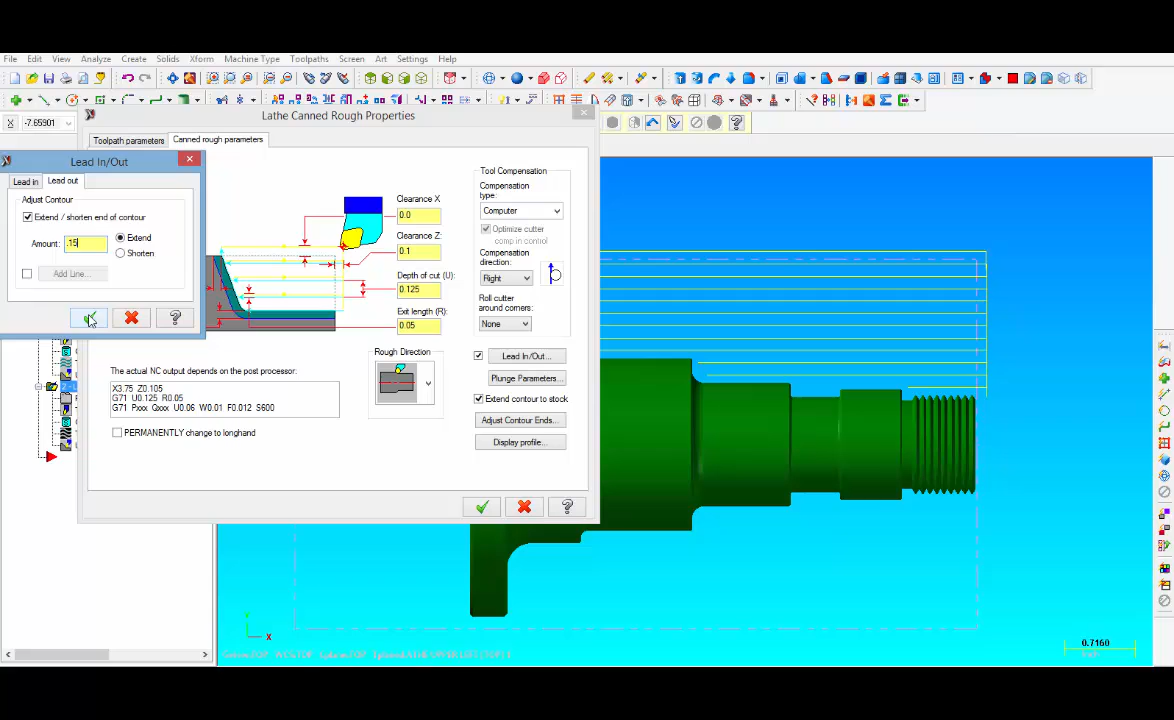 File Edit View Analyze Create Solids Xform Machine Type Toolpaths Screen Art Settings Help
X -7.65901
Lathe Canned Rough Properties
Toolpath parameters Canned rough parameters
Lead In/Out
Lead in Lead out
Adjust Contour
Extend / shorten end of contour
Amount: .15
Extend
Shorten
Add Line...
Clearance X
0.0
Clearance Z:
0.1
Depth of cut (U):
0.125
Exit length (R):
0.05
Rough Direction
The actual NC output depends on the post processor:
X3.75 Z0.105
G71 U0.125 R0.05
G71 Pxxx Qxxx U0.06 W0.01 F0.012 S600
PERMANENTLY change to longhand
Tool Compensation
Compensation
type:
Computer
Optimize cutter
comp in control
Compensation
direction:
Right
Roll cutter
around corners:
None
Lead In/Out...
Plunge Parameters...
Extend contour to stock
Adjust Contour Ends...
Display profile...
X
0.7160